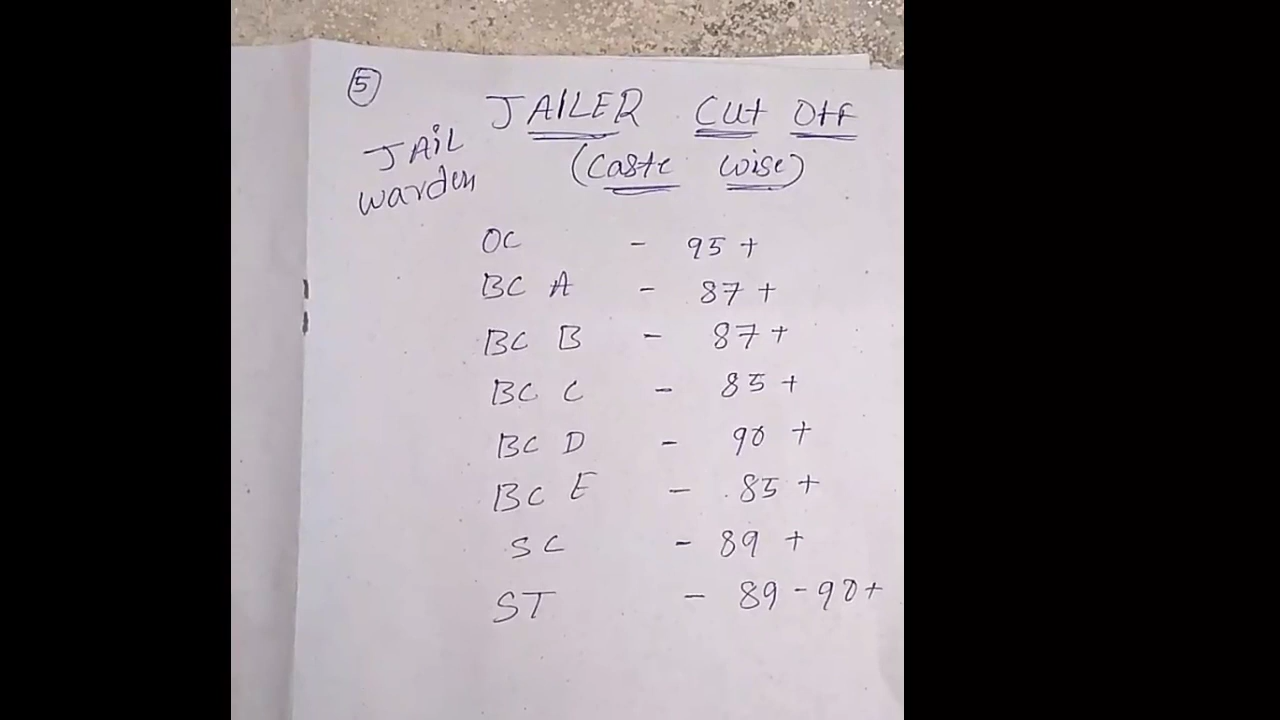 5
JAILER Cut Off
JAIL
warden
(Caste wise)
OC - 95 +
BC A - 87 +
BC B - 87 +
BC C - 85 +
BC D - 90 +
BC E - 85 +
SC - 89 +
ST - 89 - 90 +